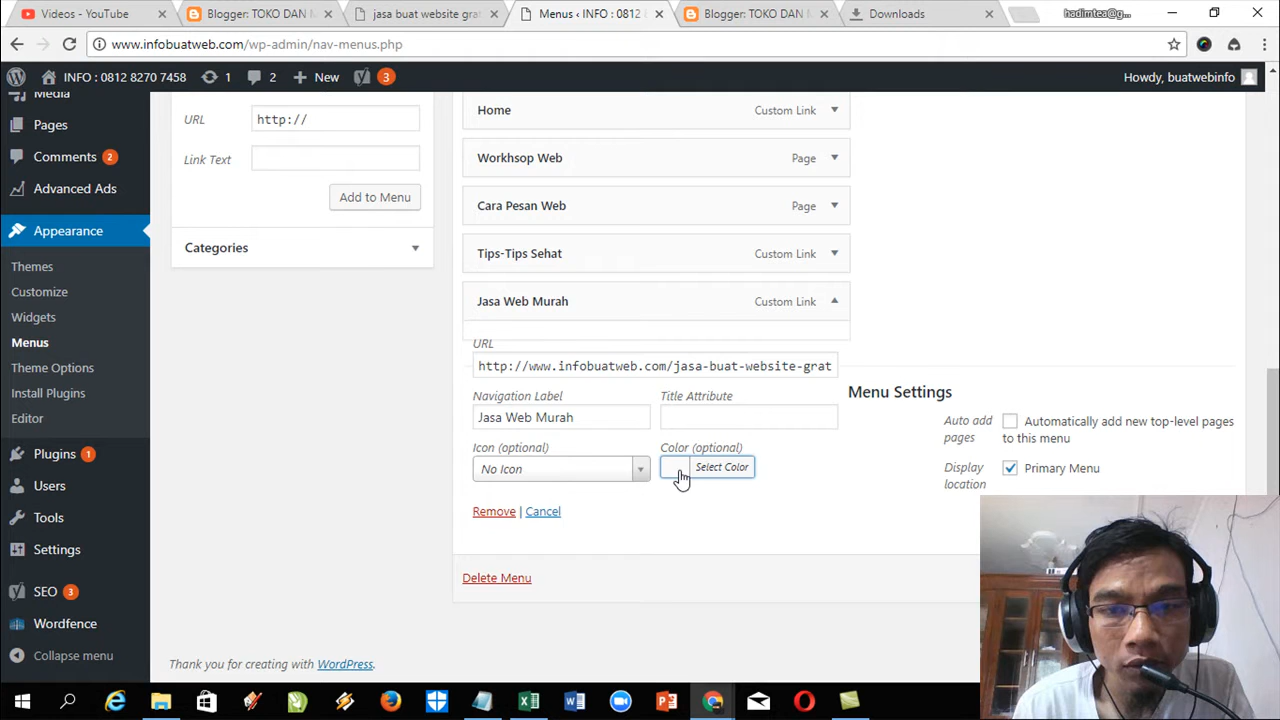 Videos - YouTube
Blogger: TOKO DAN M
jasa buat website grat
Menus ‹ INFO : 0812 8
Blogger: TOKO DAN M
Downloads
hadimtea@g...
www.infobuatweb.com/wp-admin/nav-menus.php
INFO : 0812 8270 7458
1
2
New
3
Howdy, buatwebinfo
Media
Pages
Comments 2
Advanced Ads
Appearance
Themes
Customize
Widgets
Menus
Theme Options
Install Plugins
Editor
Plugins 1
Users
Tools
Settings
SEO 3
Wordfence
Collapse menu
URL
http://
Link Text
Add to Menu
Categories
Home Custom Link
Workhsop Web Page
Cara Pesan Web Page
Tips-Tips Sehat Custom Link
Jasa Web Murah Custom Link
URL
http://www.infobuatweb.com/jasa-buat-website-grat
Navigation Label
Title Attribute
Jasa Web Murah
Icon (optional)
Color (optional)
No Icon
Select Color
Remove | Cancel
Menu Settings
Auto add pages
Automatically add new top-level pages to this menu
Display location
Primary Menu
Delete Menu
Thank you for creating with WordPress.